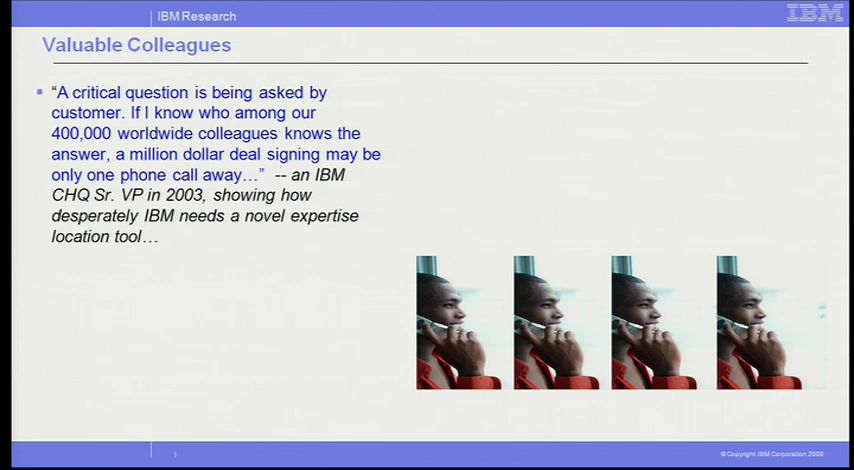 IBM Research
IBM
Valuable Colleagues
“A critical question is being asked by
customer. If I know who among our
400,000 worldwide colleagues knows the
answer, a million dollar deal signing may be
only one phone call away…” -- an IBM
CHQ Sr. VP in 2003, showing how
desperately IBM needs a novel expertise
location tool…
© Copyright IBM Corporation 2008